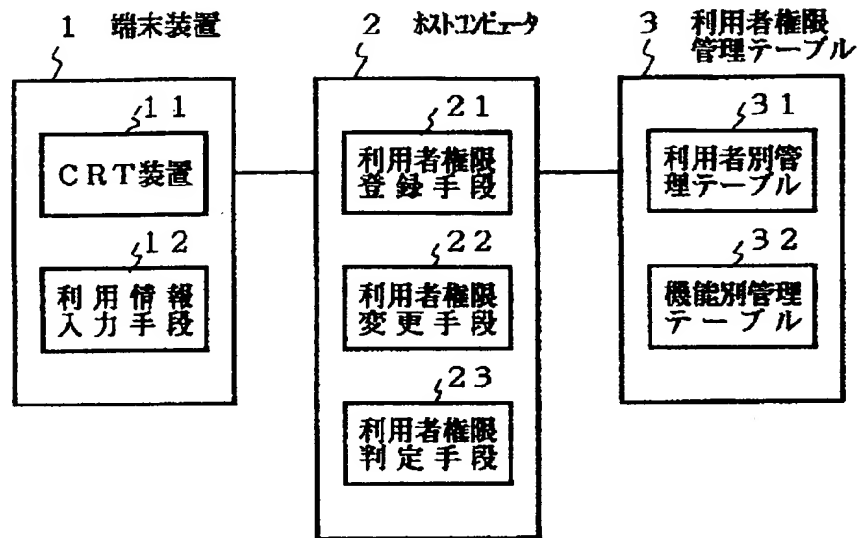 1 端末装置
11
CRT装置
12
利用情報
入力手段
2 ホストコンピュータ
21
利用者権限
登録手段
22
利用者権限
変更手段
23
利用者権限
判定手段
3 利用者権限
管理テーブル
31
利用者別管
理テーブル
32
機能別管理
テーブル